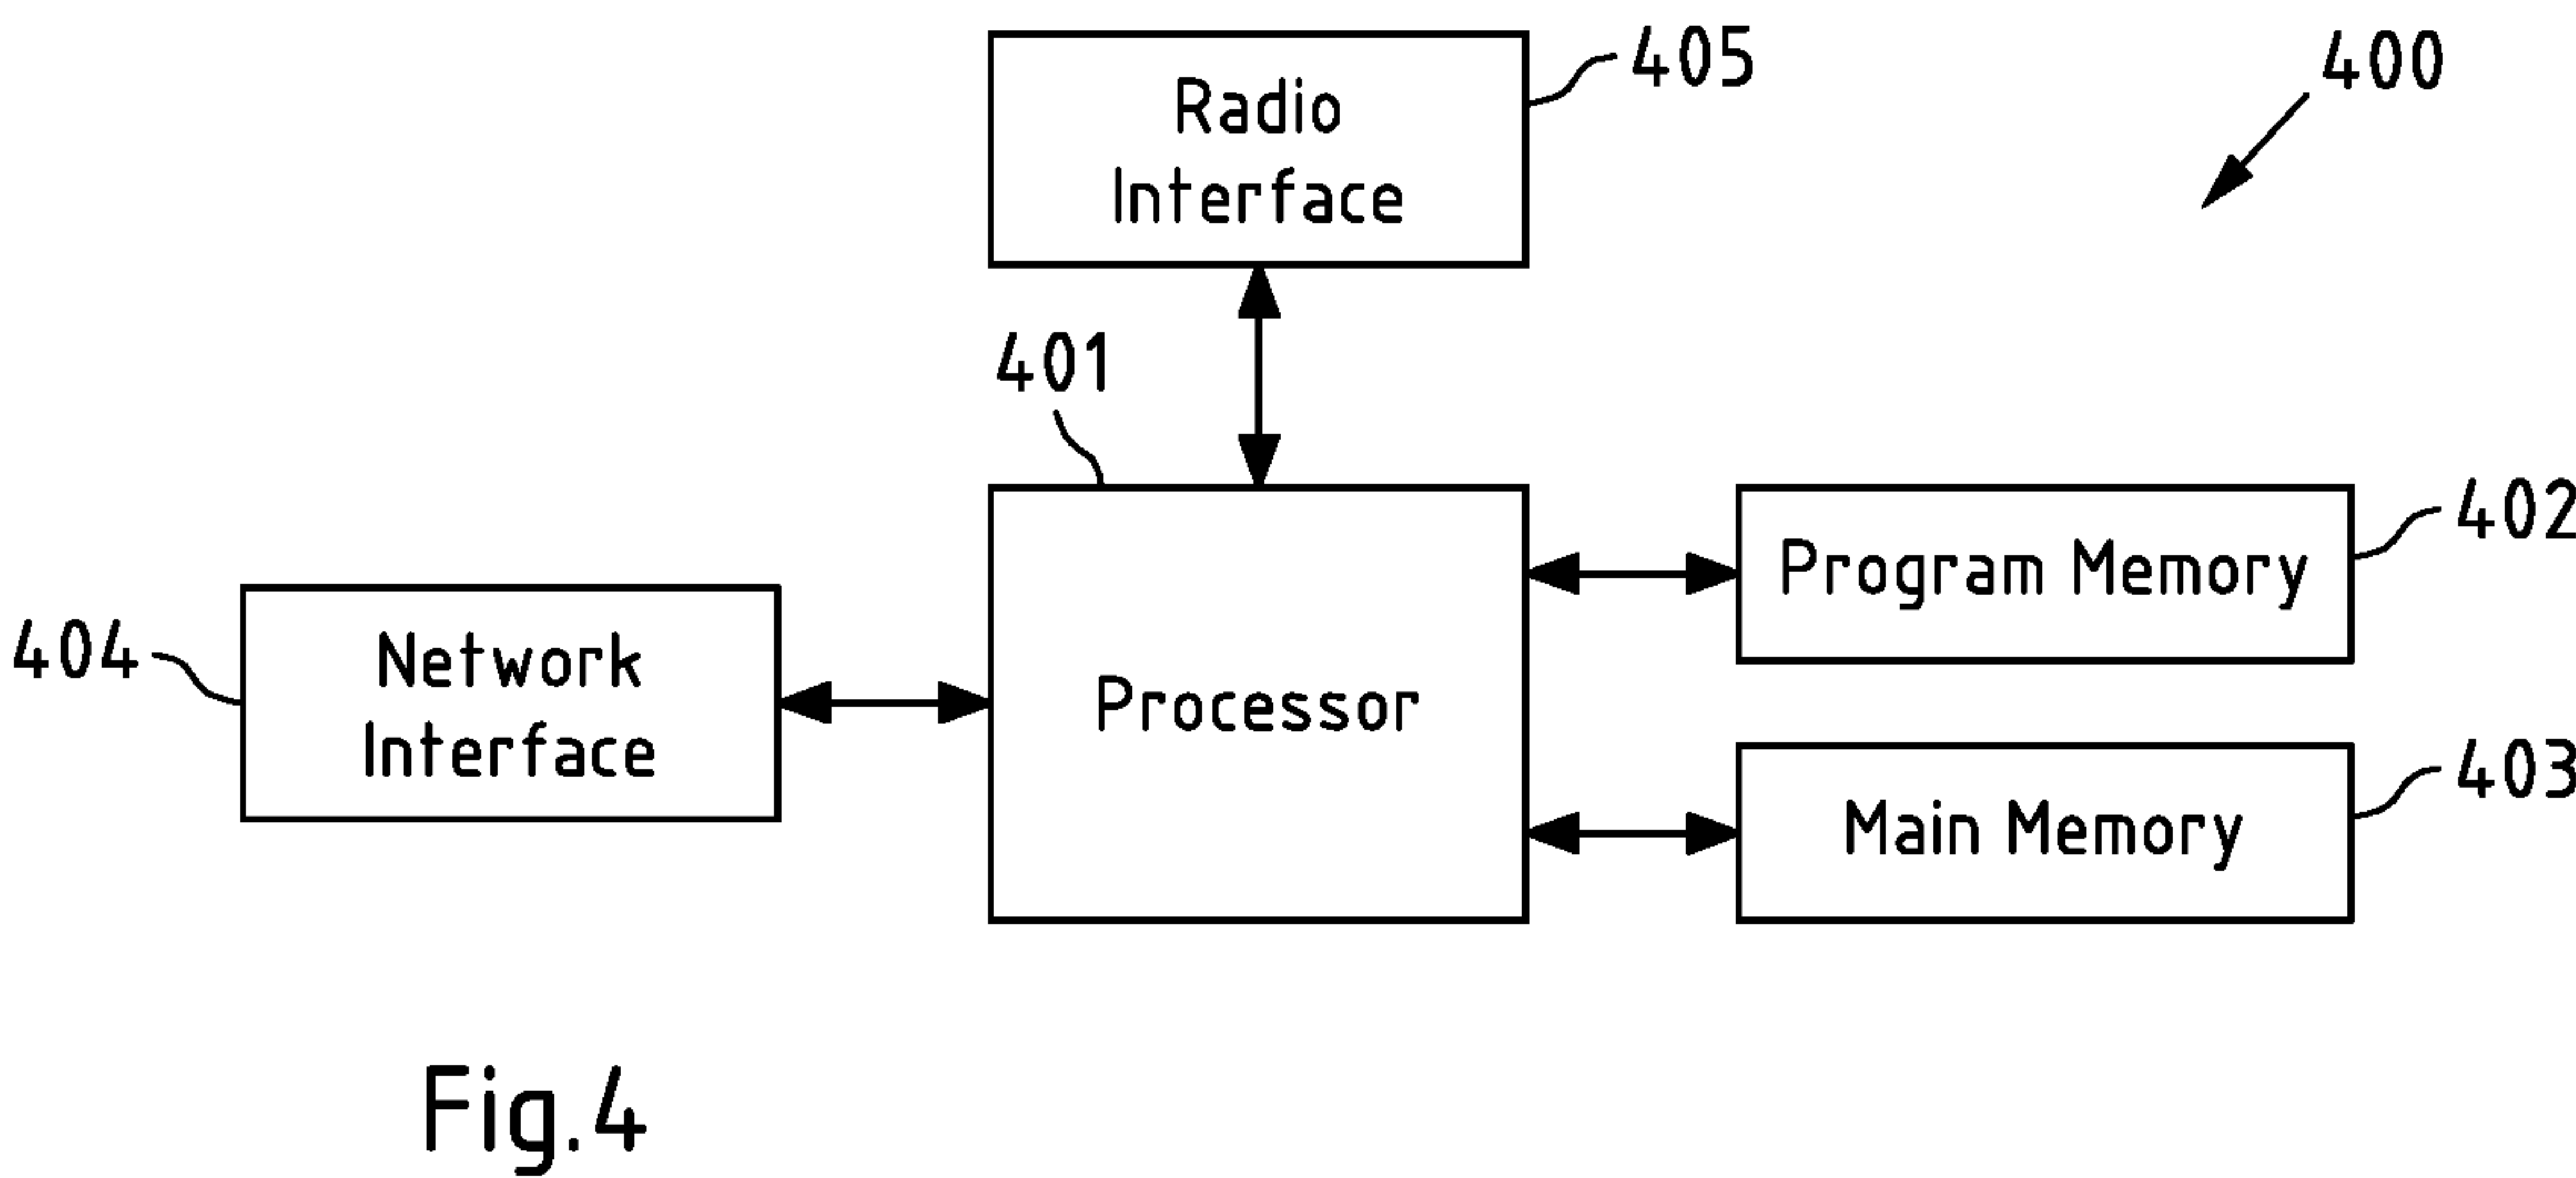 405
400
Radio
Interface
401
402
Program Memory
404
Network
Interface
Processor
403
Main Memory
Fig.4